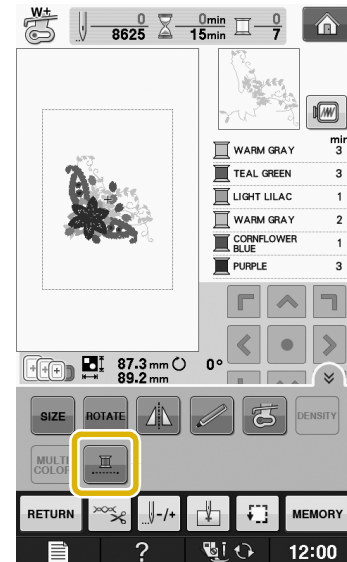 W+
0 0min 0
8625 15min 7
min
WARM GRAY 3
TEAL GREEN 3
LIGHT LILAC 1
WARM GRAY 2
CORNFLOWER BLUE 1
PURPLE 3
87.3 mm 0°
89.2 mm
SIZE ROTATE DENSITY
MULTI COLOR
RETURN -/+ MEMORY
? 12:00